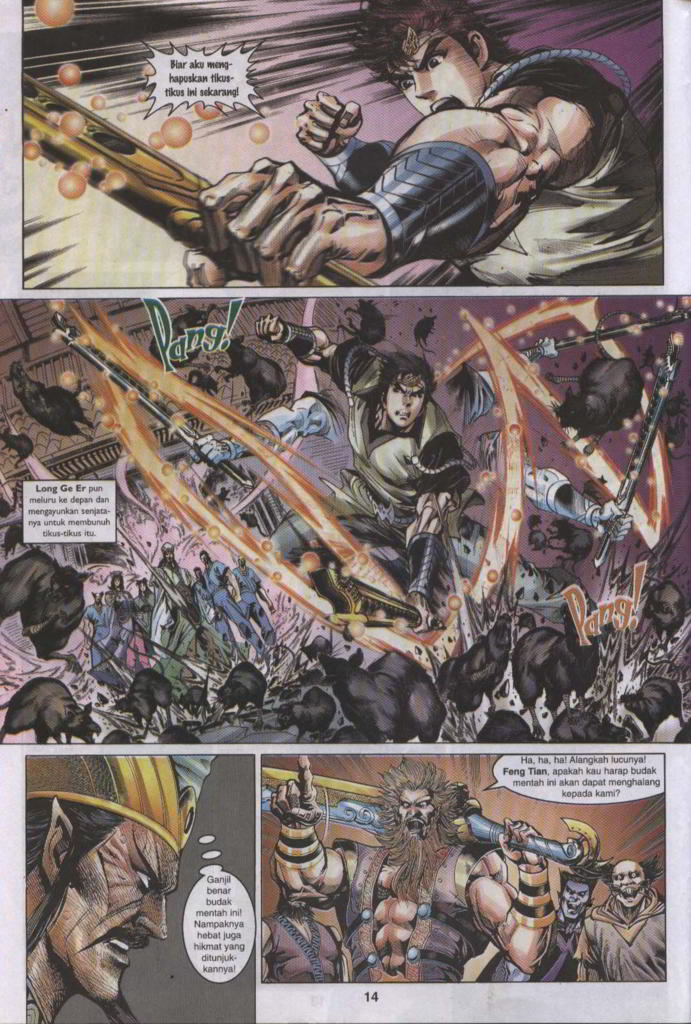 Biar aku meng-
hapuskan tikus-
tikus ini sekarang!
Pang!
Long Ge Er pun
meluru ke depan dan
mengayunkan senjata-
nya untuk membunuh
tikus-tikus itu.
Pang!
Ganjil
benar
budak
mentah ini!
Nampaknya
hebat juga
hikmat yang
ditunjuk-
kannya!
Ha, ha, ha! Alangkah lucunya!
Feng Tian, apakah kau harap budak
mentah ini akan dapat menghalang
kepada kami?
14